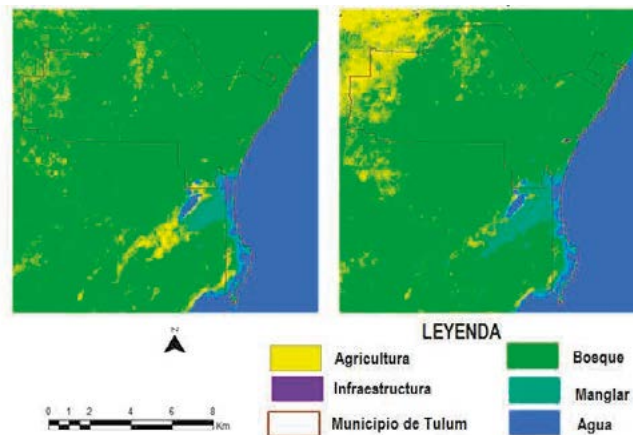 N
LEYENDA
Agricultura
Bosque
Infraestructura
Manglar
Municipio de Tulum
Agua
0 1 2 4 6 8
Km